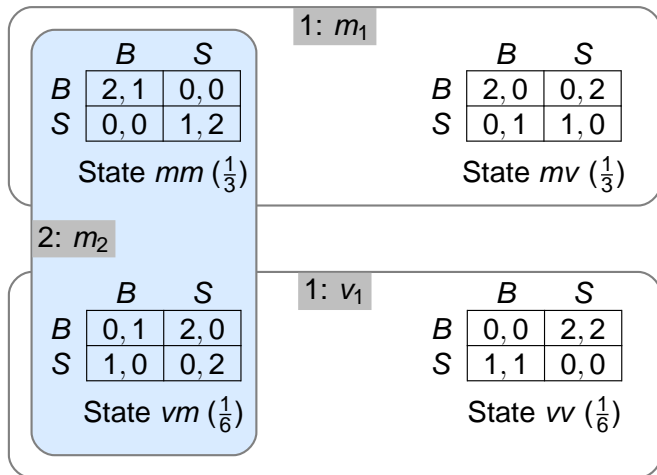 1: m₁
B S B S
B 2, 1 0, 0 B 2, 0 0, 2
S 0, 0 1, 2 S 0, 1 1, 0
State mm (1/3) State mv (1/3)
2: m₂
1: v₁
B S B S
B 0, 1 2, 0 B 0, 0 2, 2
S 1, 0 0, 2 S 1, 1 0, 0
State vm (1/6) State vv (1/6)